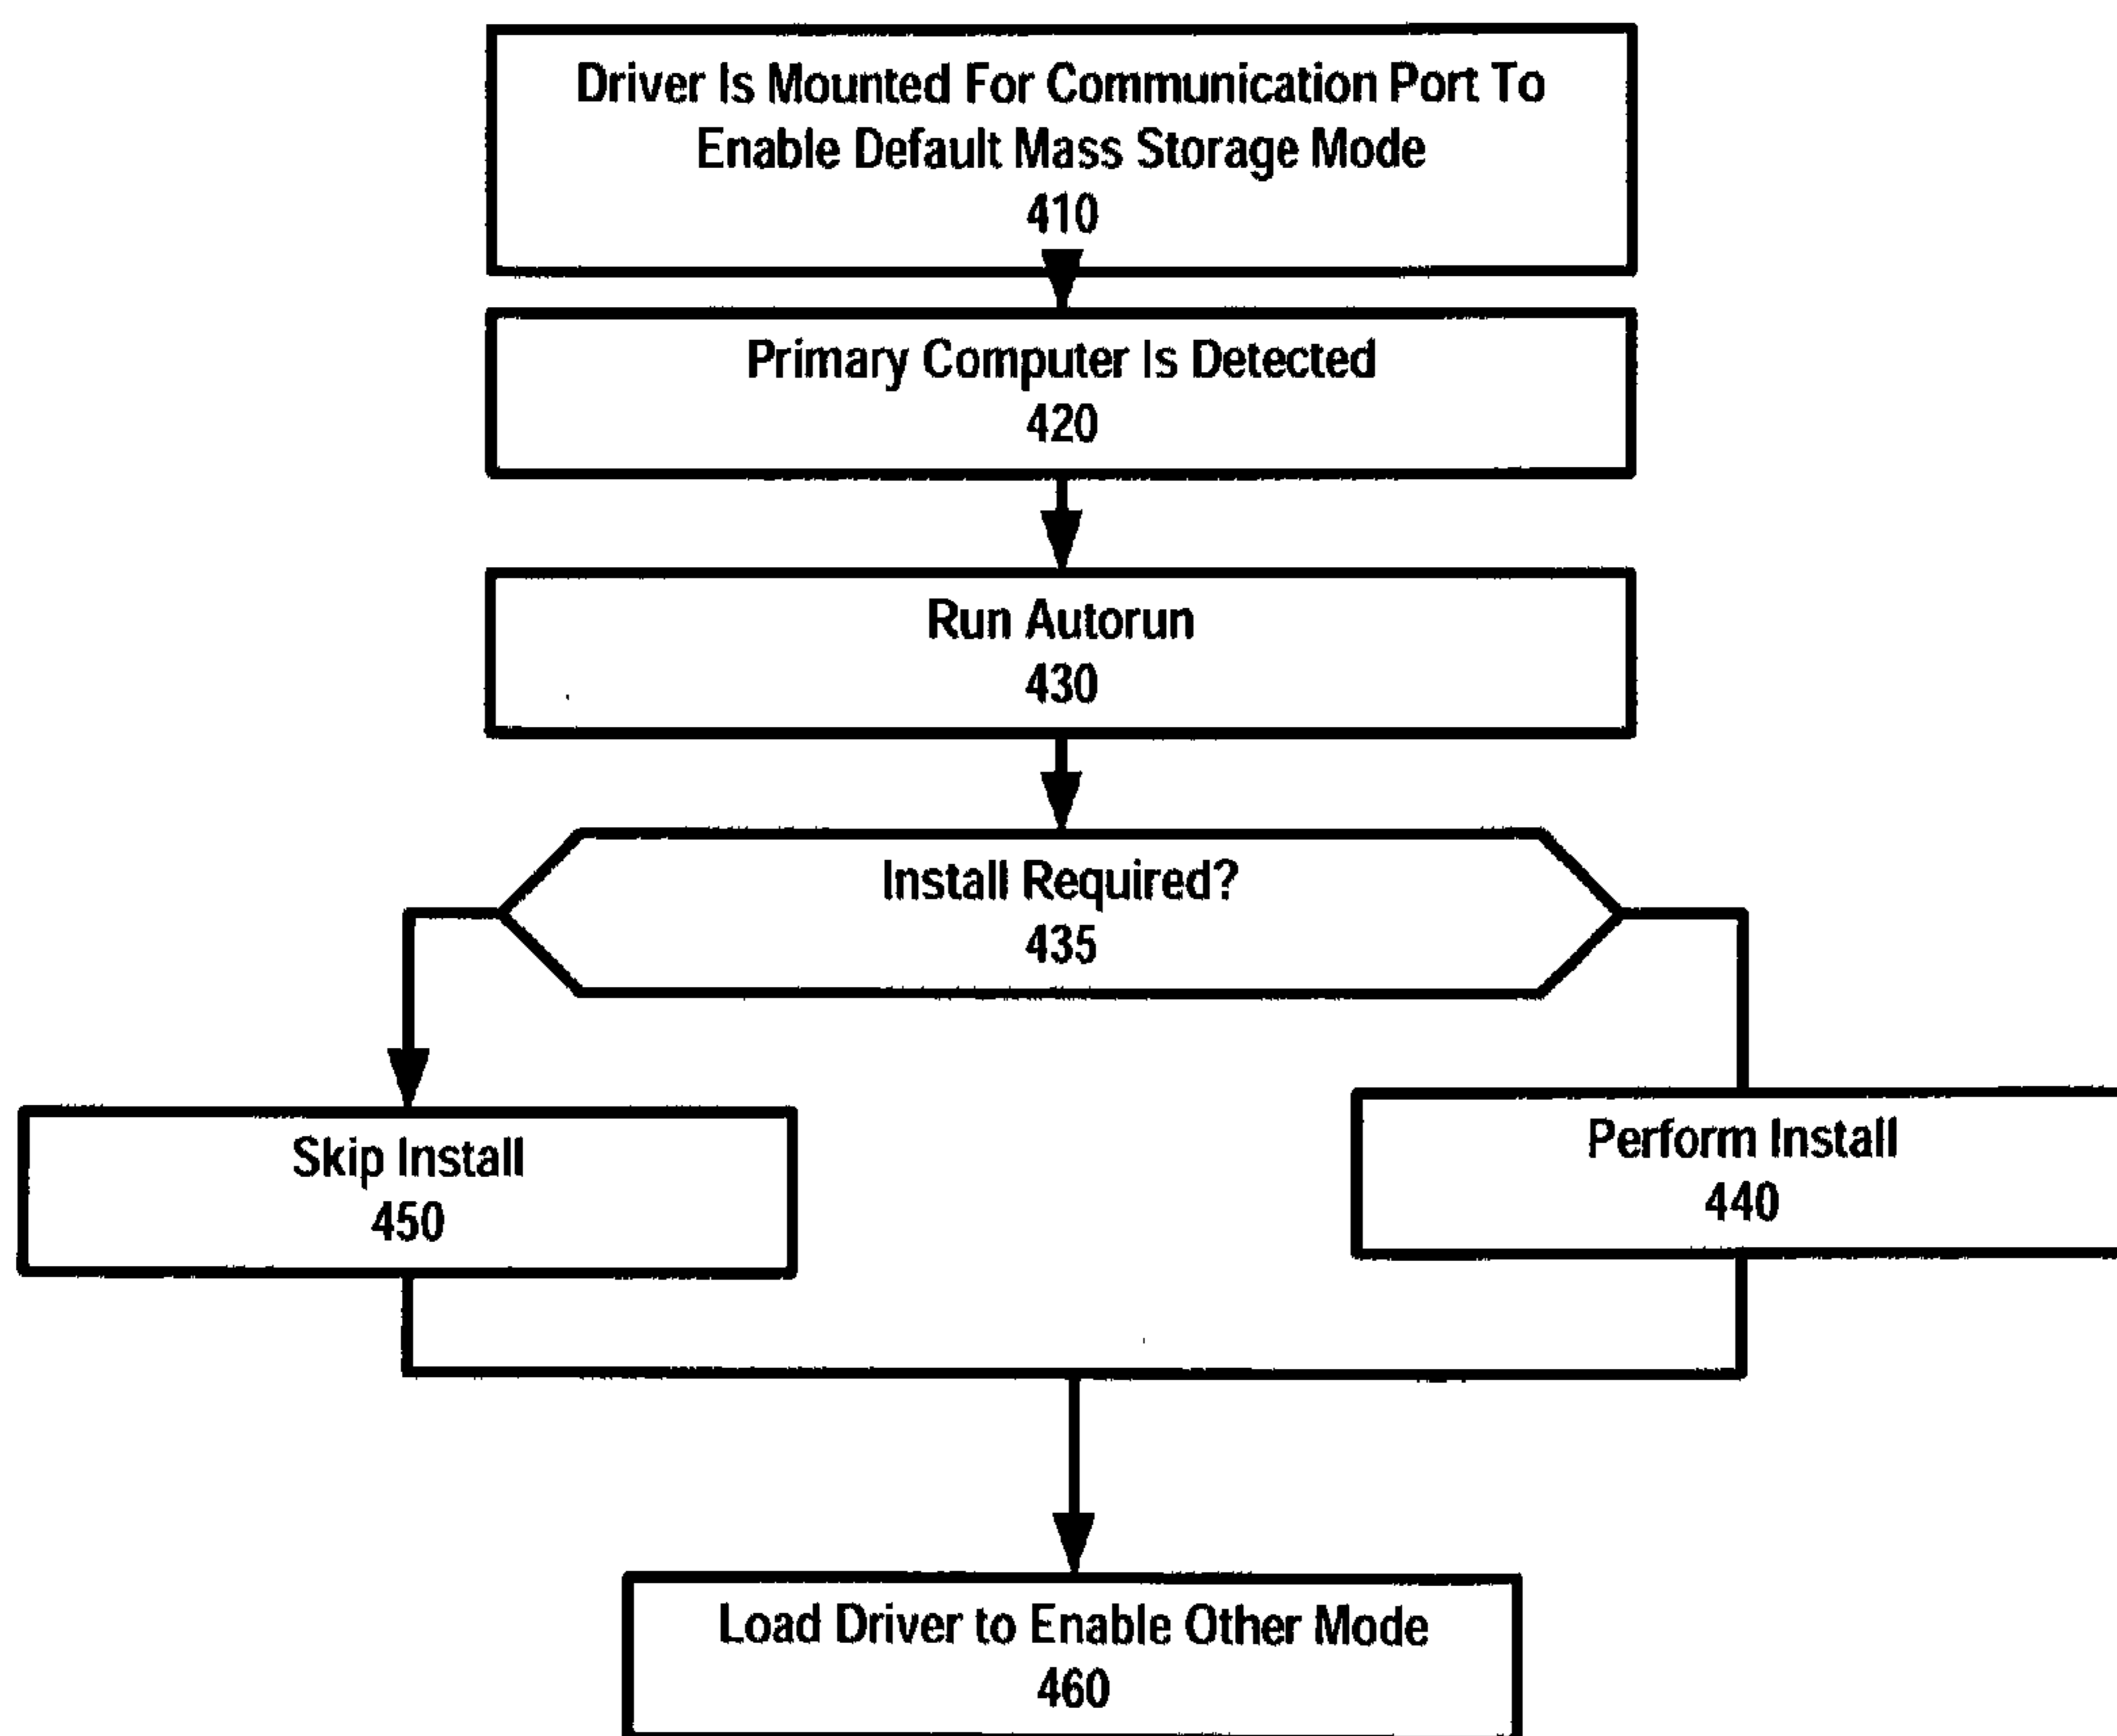 Driver Is Mounted For Communication Port To
Enable Default Mass Storage Mode
410
Primary Computer Is Detected
420
Run Autorun
430
Install Required?
435
Skip Install
450
Perform Install
440
Load Driver to Enable Other Mode
460